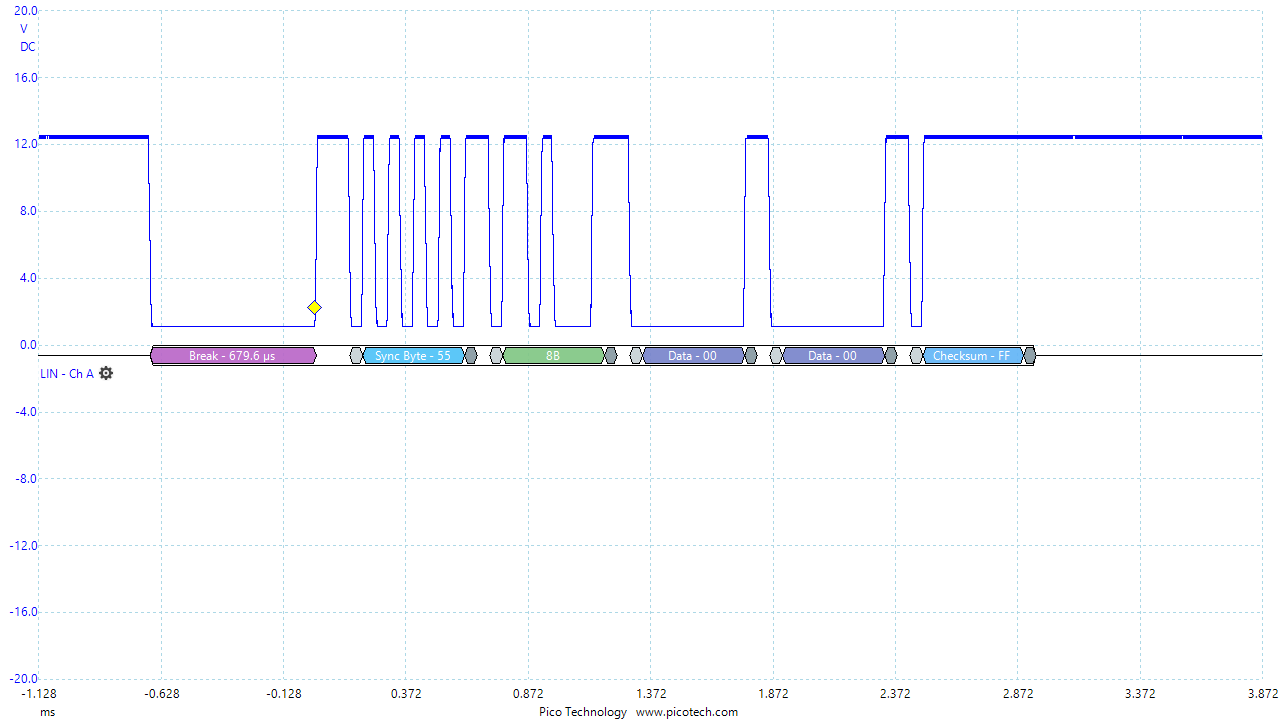 20.0
V
DC
16.0
12.0
8.0
4.0
0.0
Break - 679.6 µs Sync Byte - 55 8B Data - 00 Data - 00 Checksum - FF
LIN - Ch A
-4.0
-8.0
-12.0
-16.0
-20.0
-1.128 -0.628 -0.128 0.372 0.872 1.372 1.872 2.372 2.872 3.372 3.872
ms Pico Technology www.picotech.com